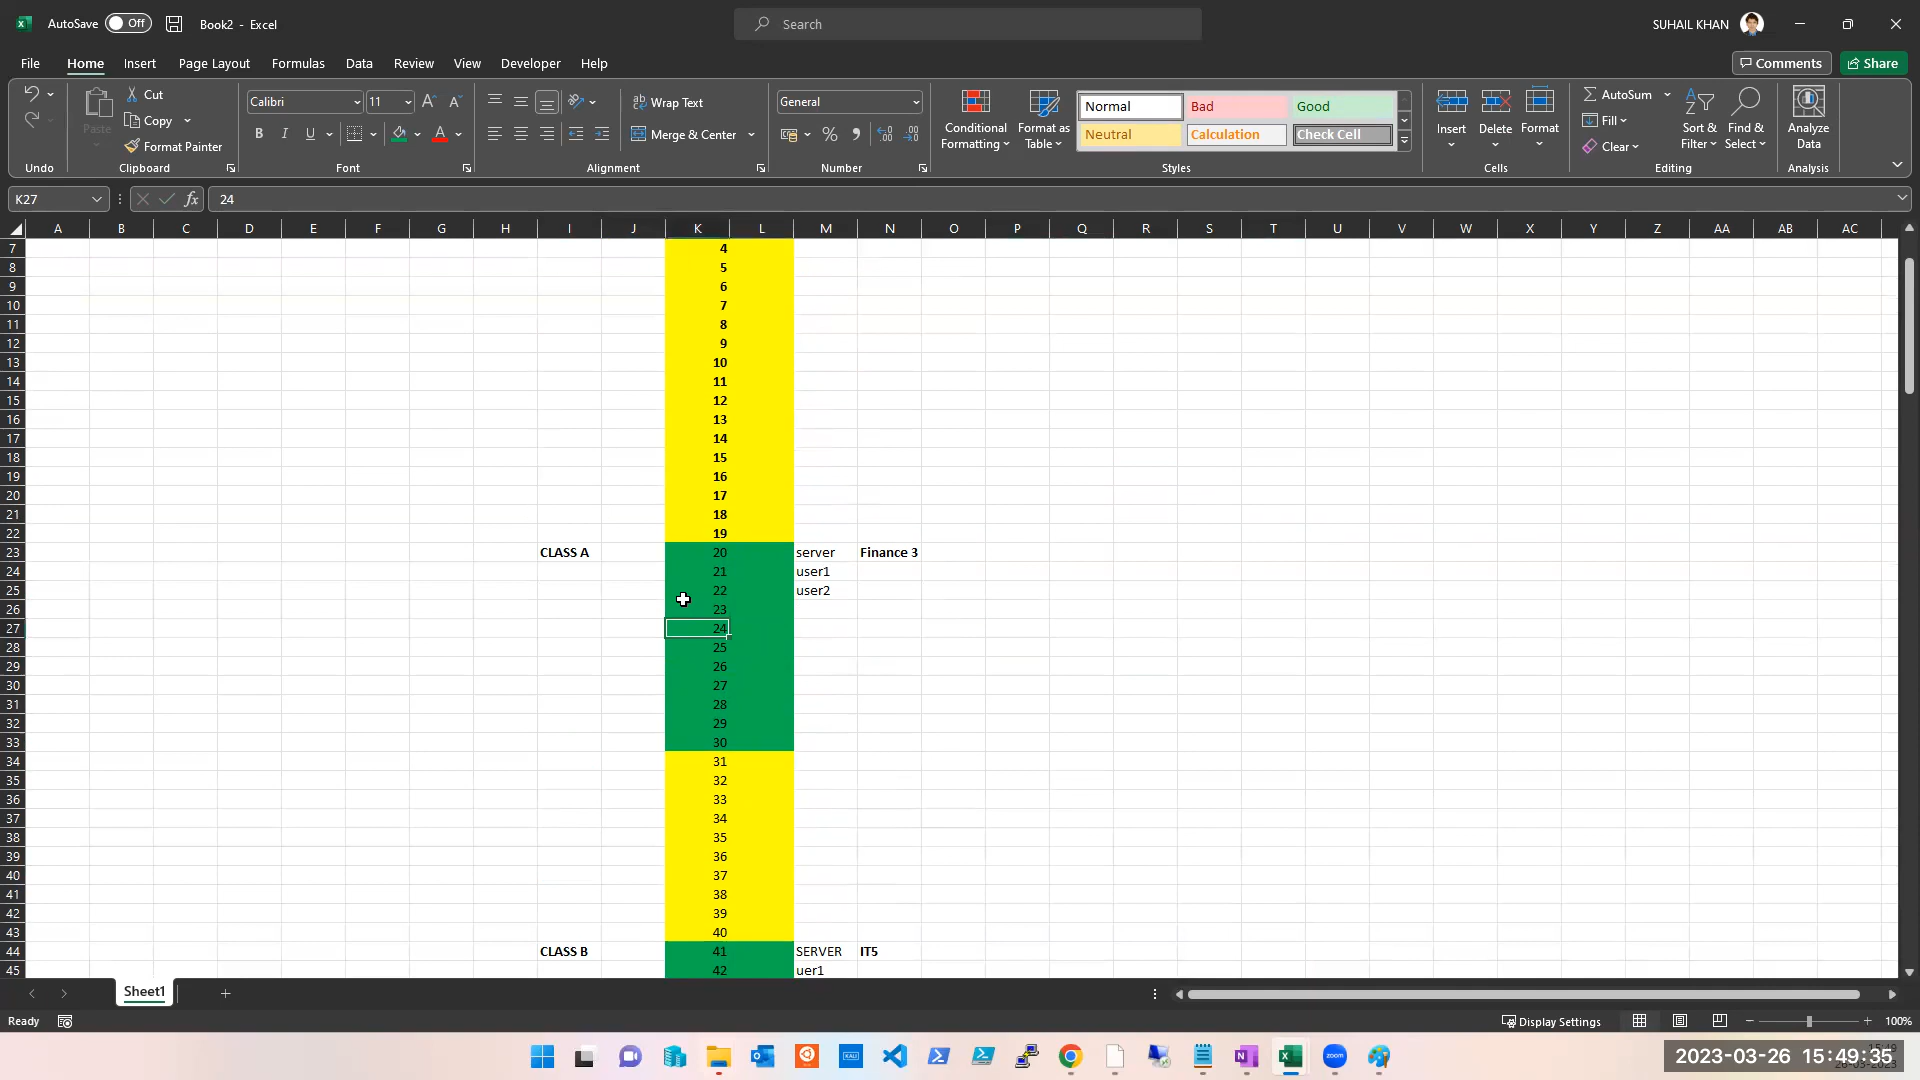 AutoSave Off Book2 - Excel Search SUHAIL KHAN
File Home Insert Page Layout Formulas Data Review View Developer Help Comments Share
Cut
Copy
Format Painter
Paste
Undo Clipboard
Calibri 11
B I U
Font
Wrap Text
Merge & Center
Alignment
General
Number
Conditional Formatting
Format as Table
Normal Bad Good
Neutral Calculation Check Cell
Styles
Insert Delete Format
Cells
AutoSum
Fill
Clear
Sort & Filter
Find & Select
Editing
Analyze Data
Analysis
K27 fx 24
A B C D E F G H I J K L M N O P Q R S T U V W X Y Z AA AB AC
7 4
8 5
9 6
10 7
11 8
12 9
13 10
14 11
15 12
16 13
17 14
18 15
19 16
20 17
21 18
22 19
23 CLASS A 20 server Finance 3
24 21 user1
25 22 user2
26 23
27 24
28 25
29 26
30 27
31 28
32 29
33 30
34 31
35 32
36 33
37 34
38 35
39 36
40 37
41 38
42 39
43 40
44 CLASS B 41 SERVER IT5
45 42 uer1
Sheet1
Ready Display Settings 100%
zoom
2023-03-26 15:49:35